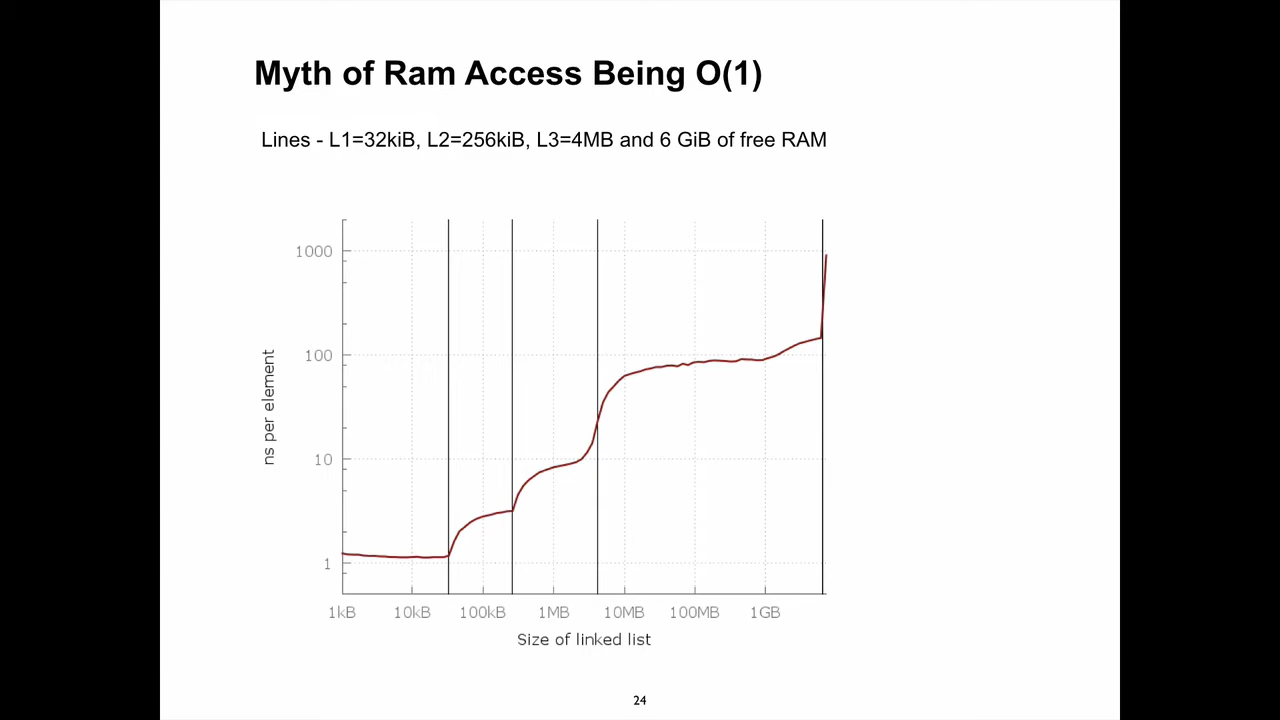 Myth of Ram Access Being O(1)
Lines - L1=32kiB, L2=256kiB, L3=4MB and 6 GiB of free RAM
1000
100
10
1
ns per element
1kB 10kB 100kB 1MB 10MB 100MB 1GB
Size of linked list
24